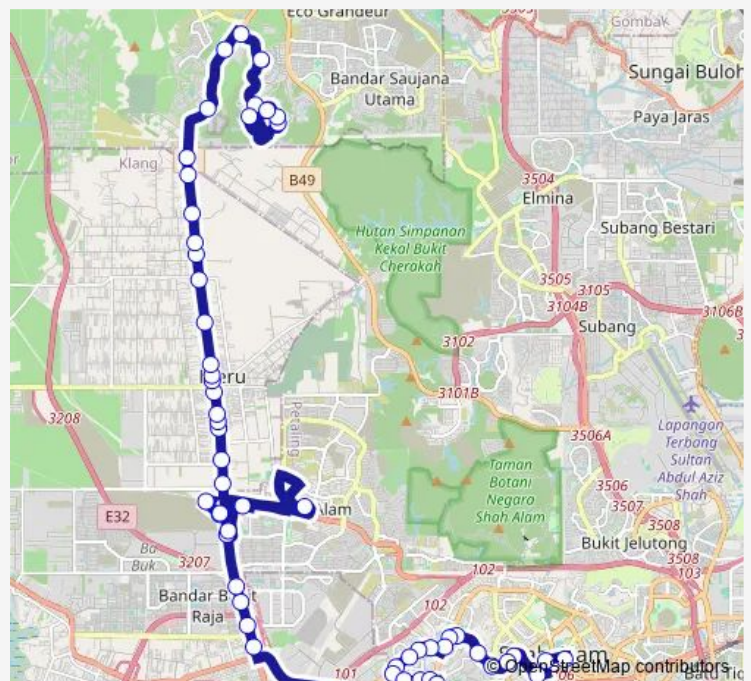 Eco Grandeur
3505
Gombak
Bandar Saujana
Utama
Sungai Buloh
Paya Jaras
Klang
B49
3504
Elmina
Hutan Simpanan
Kekal Bukit
Cherakah
Subang Bestari
3505
3105
3104B
3106B
Subang
3102
3101B
3208
Petaling
3506A
Lapangan
Terbang
Sultan
Abdul Aziz
Shah
Taman
Botani
Negara
Shah Alam
3506
3507
E32
Alam
3508
Bukit Jelutong
3207
102
3508
103
Bandar
Raja
102
101
© OpenStreetMap contributors